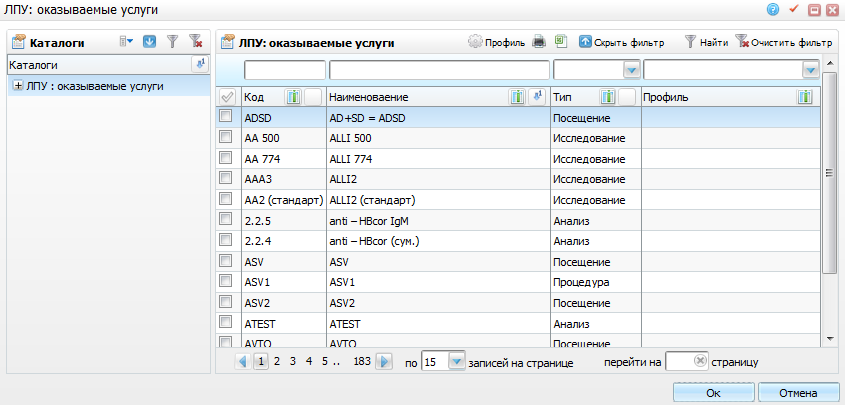 ЛПУ: оказываемые услуги
Каталоги
Каталоги
ЛПУ : оказываемые услуги
ЛПУ: оказываемые услуги Профиль Скрыть фильтр Найти Очистить фильтр
Код Наименование Тип Профиль
ADSD AD+SD = ADSD Посещение
AA 500 ALLI 500 Исследование
AA 774 ALLI 774 Исследование
AAA3 ALLI2 Исследование
AA2 (стандарт) ALLI2 (стандарт) Исследование
2.2.5 anti – HBcor IgM Анализ
2.2.4 anti – HBcor (сум.) Анализ
ASV ASV Посещение
ASV1 ASV1 Процедура
ASV2 ASV2 Посещение
ATEST ATEST Анализ
AVTO AVTO Посещение
1 2 3 4 5 .. 183 по 15 записей на странице перейти на страницу
Ок Отмена